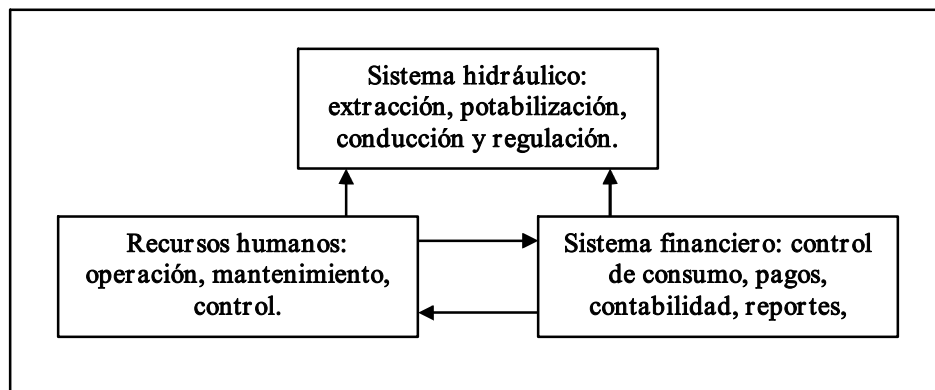 Sistema hidráulico:
extracción, potabilización,
conducción y regulación.
Recursos humanos:
operación, mantenimiento,
control.
Sistema financiero: control
de consumo, pagos,
contabilidad, reportes,